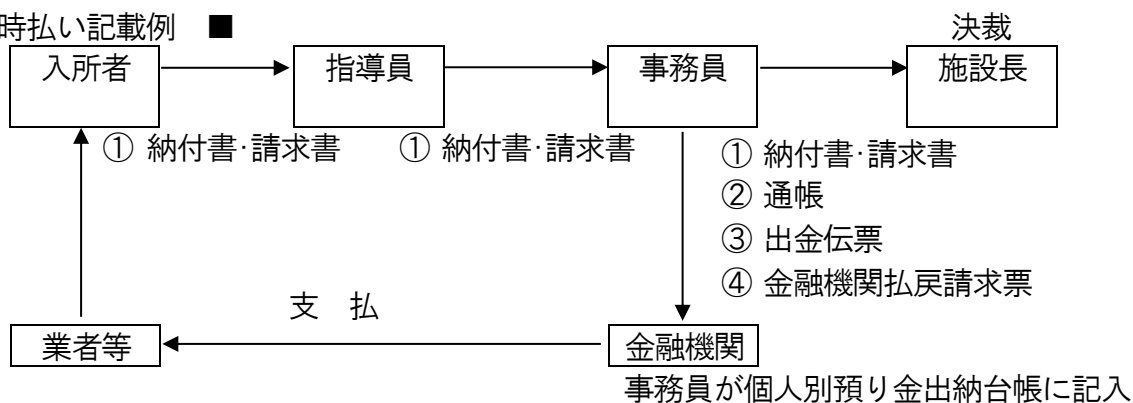 時払い記載例 ■
決裁
入所者
指導員
事務員
施設長
① 納付書･請求書
① 納付書･請求書
① 納付書･請求書
② 通帳
③ 出金伝票
④ 金融機関払戻請求票
支 払
業者等
金融機関
事務員が個人別預り金出納台帳に記入